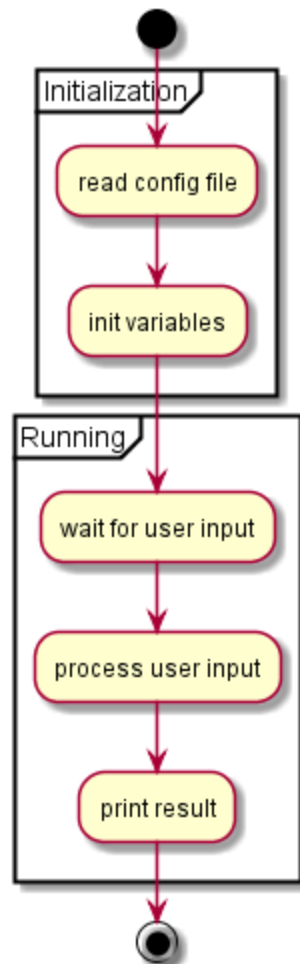 Initialization
read config file
init variables
Running
wait for user input
process user input
print result